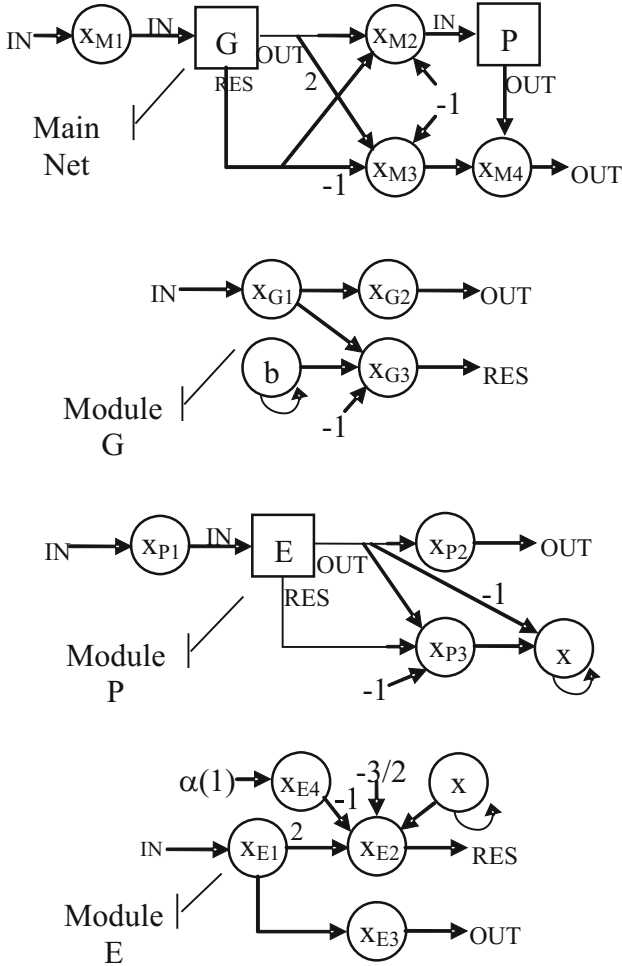 IN x_M1 IN G OUT x_M2 IN P
RES 2 OUT
-1
Main
Net
-1 x_M3 x_M4 OUT
IN x_G1 x_G2 OUT
b x_G3 RES
-1
Module
G
IN x_P1 IN E OUT x_P2 OUT
RES -1
x_P3 x
-1
Module
P
α(1) x_E4 -3/2 x
-1
IN x_E1 2 x_E2 RES
x_E3 OUT
Module
E